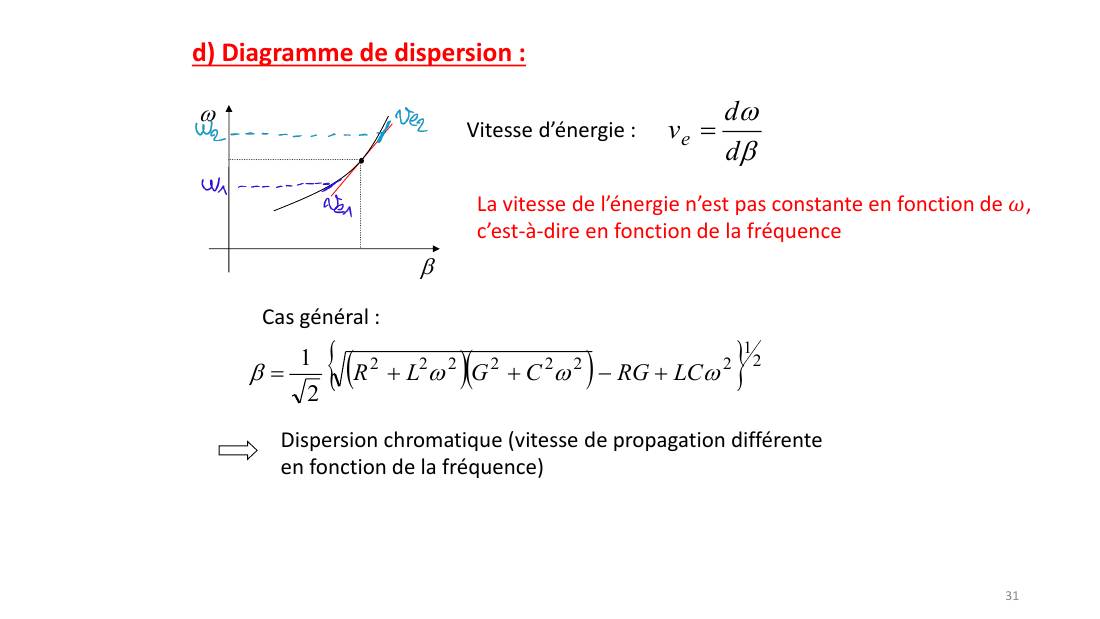 d) Diagramme de dispersion :
ω
ω2
ve2
ω1
ve1
β
Vitesse d’énergie : v_e = dω/dβ
La vitesse de l’énergie n’est pas constante en fonction de ω,
c’est-à-dire en fonction de la fréquence
Cas général :
β = 1/√2 {√((R² + L²ω²)(G² + C²ω²)) − RG + LCω²}^1/2
Dispersion chromatique (vitesse de propagation différente
en fonction de la fréquence)
31